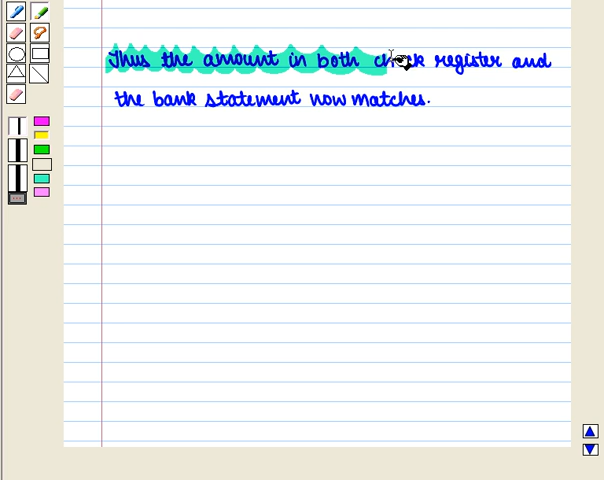 Thus the amount in both check register and
the bank statement now matches.